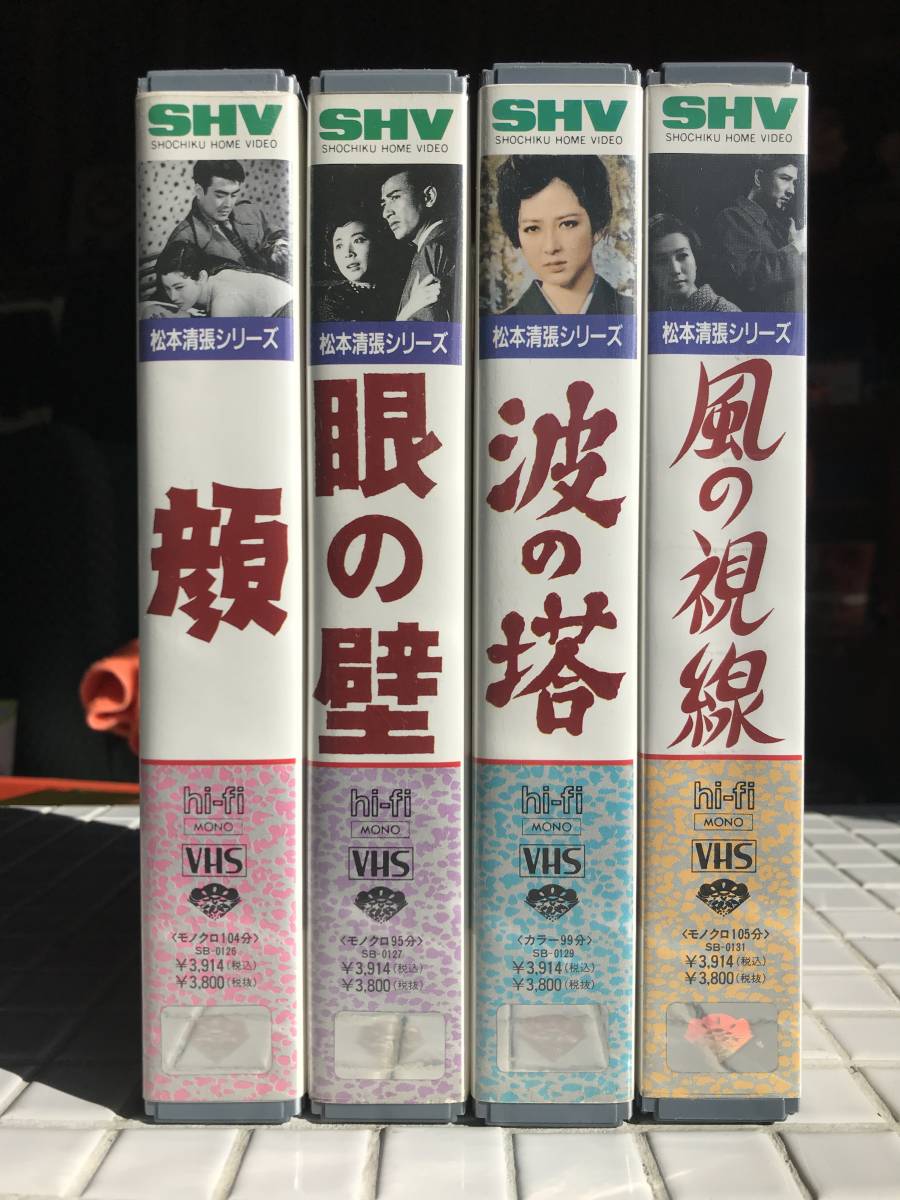 SHV
SHOCHIKU HOME VIDEO
松本清張シリーズ
顔
hi-fi
MONO
VHS
〈モノクロ104分〉
SB-0126
¥3,914(税込)
¥3,800(税抜)
SHV
SHOCHIKU HOME VIDEO
松本清張シリーズ
眼の壁
hi-fi
MONO
VHS
〈モノクロ95分〉
SB-0127
¥3,914(税込)
¥3,800(税抜)
SHV
SHOCHIKU HOME VIDEO
松本清張シリーズ
波の塔
hi-fi
MONO
VHS
〈カラー99分〉
SB-0129
¥3,914(税込)
¥3,800(税抜)
SHV
SHOCHIKU HOME VIDEO
松本清張シリーズ
風の視線
hi-fi
MONO
VHS
〈モノクロ105分〉
SB-0131
¥3,914(税込)
¥3,800(税抜)